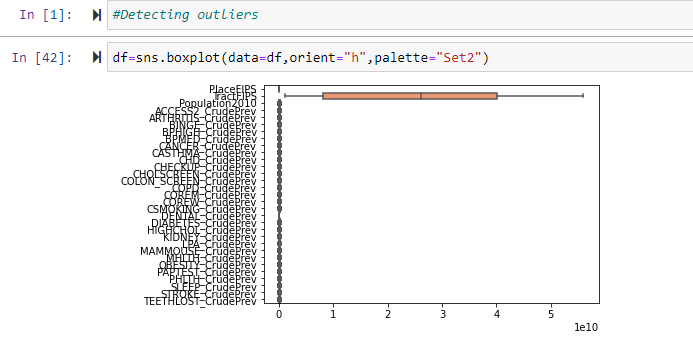 In [1]:
#Detecting outliers
In [42]:
df=sns.boxplot(data=df,orient="h",palette="Set2")
PlaceFIPS
TractFIPS
Population2010
ACCESS2_CrudePrev
ARTHRITIS_CrudePrev
BINGE_CrudePrev
BPHIGH_CrudePrev
BPMED_CrudePrev
CANCER_CrudePrev
CASTHMA_CrudePrev
CHD_CrudePrev
CHECKUP_CrudePrev
CHOLSCREEN_CrudePrev
COLON_SCREEN_CrudePrev
COPD_CrudePrev
COREM_CrudePrev
COREW_CrudePrev
CSMOKING_CrudePrev
DENTAL_CrudePrev
DIABETES_CrudePrev
HIGHCHOL_CrudePrev
KIDNEY_CrudePrev
LPA_CrudePrev
MAMMOUSE_CrudePrev
MHLTH_CrudePrev
OBESITY_CrudePrev
PAPTEST_CrudePrev
PHLTH_CrudePrev
SLEEP_CrudePrev
STROKE_CrudePrev
TEETHLOST_CrudePrev
0 1 2 3 4 5
1e10